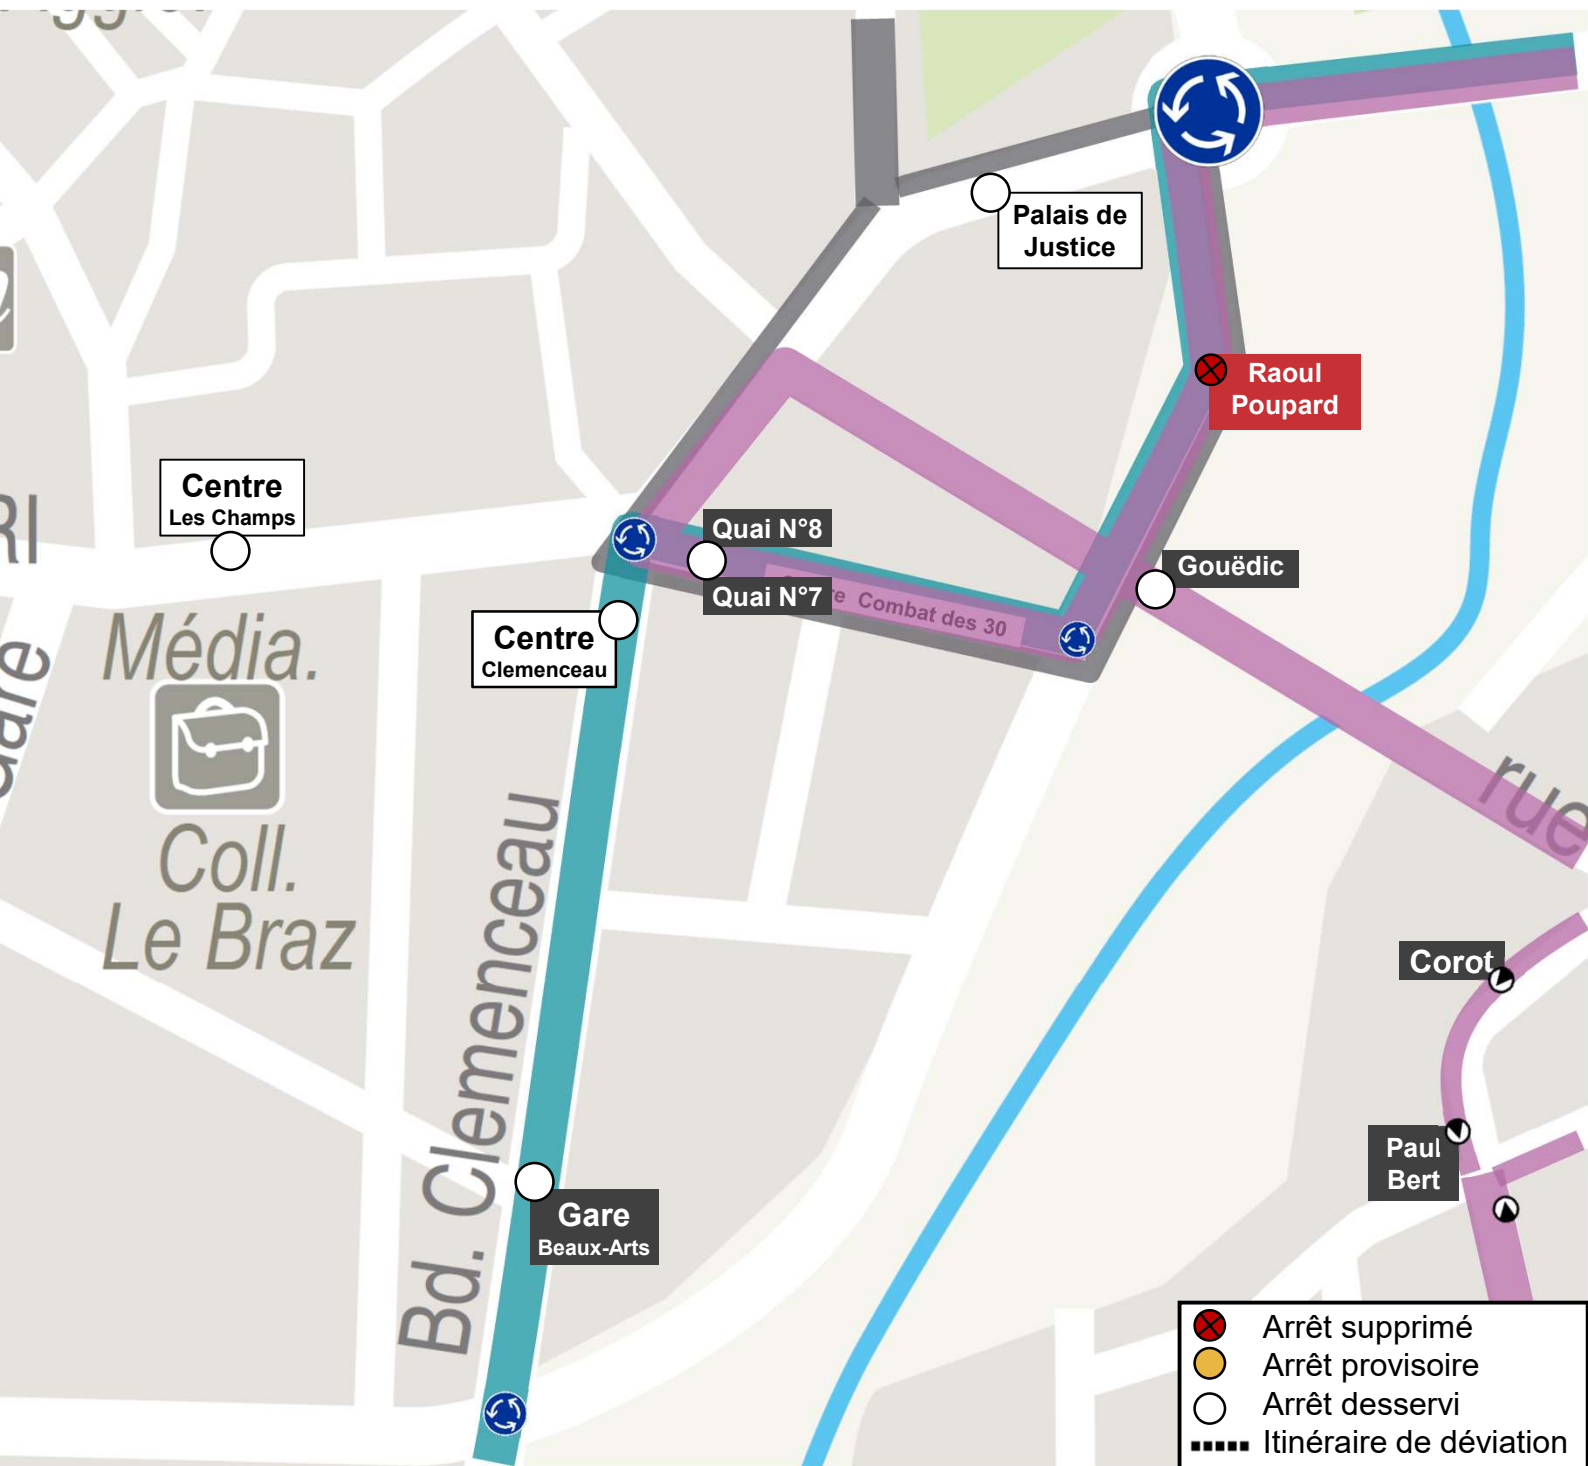 Palais de
Justice
Raoul
Poupard
Centre
Les Champs
RI
Quai N°8
Quai N°7
Combat des 30
Gouëdic
Centre
Clemenceau
Média.
Coll.
Le Braz
Bd. Clemenceau
rue
Corot
Paul
Bert
Gare
Beaux-Arts
Arrêt supprimé
Arrêt provisoire
Arrêt desservi
Itinéraire de déviation